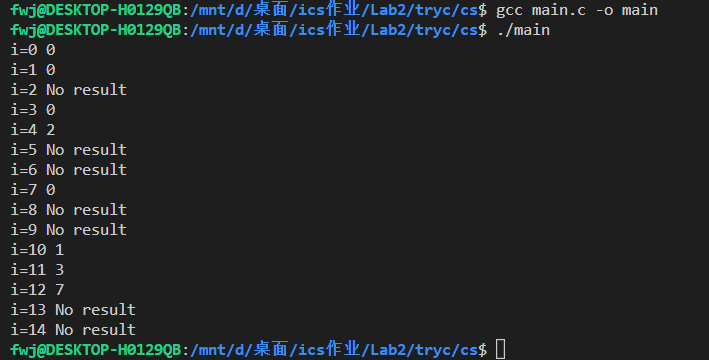 fwj@DESKTOP-H0129QB:/mnt/d/桌面/ics作业/Lab2/tryc/cs$ gcc main.c -o main
fwj@DESKTOP-H0129QB:/mnt/d/桌面/ics作业/Lab2/tryc/cs$ ./main
i=0 0
i=1 0
i=2 No result
i=3 0
i=4 2
i=5 No result
i=6 No result
i=7 0
i=8 No result
i=9 No result
i=10 1
i=11 3
i=12 7
i=13 No result
i=14 No result
fwj@DESKTOP-H0129QB:/mnt/d/桌面/ics作业/Lab2/tryc/cs$